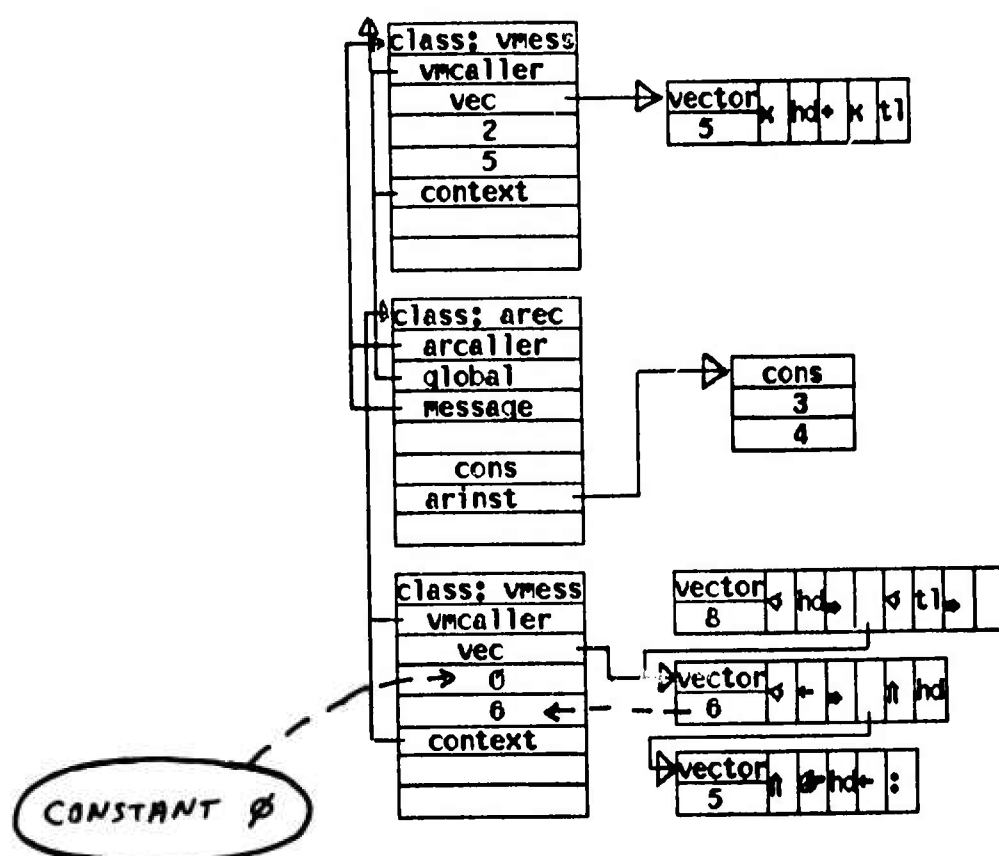 class: vmess
vmcaller
vec
2
5
context
vector
5
x hd + x tl
class: arec
arcaller
global
message
cons
arinst
cons
3
4
class: vmess
vmcaller
vec
0
6
context
vector
8
hd ⇒ tl ⇒
vector
6
← ⇒ ⇑ hd
vector
5
⇑ ☞ hd ← :
CONSTANT Ø